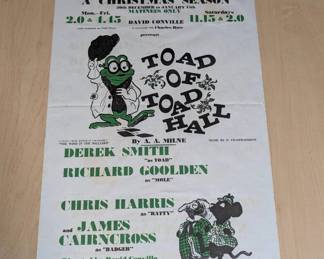 A CHRISTMAS SEASON
MATINEES ONLY
Mon.-Fri.
2.0 & 4.45
Saturdays
11.15 & 2.0
DAVID CONVILLE
presents
TOAD
OF
TOAD
HALL
By A. A. MILNE
DEREK SMITH
as "TOAD"
RICHARD GOOLDEN
as "MOLE"
CHRIS HARRIS
as "RATTY"
and JAMES
CAIRNCROSS
as "BADGER"